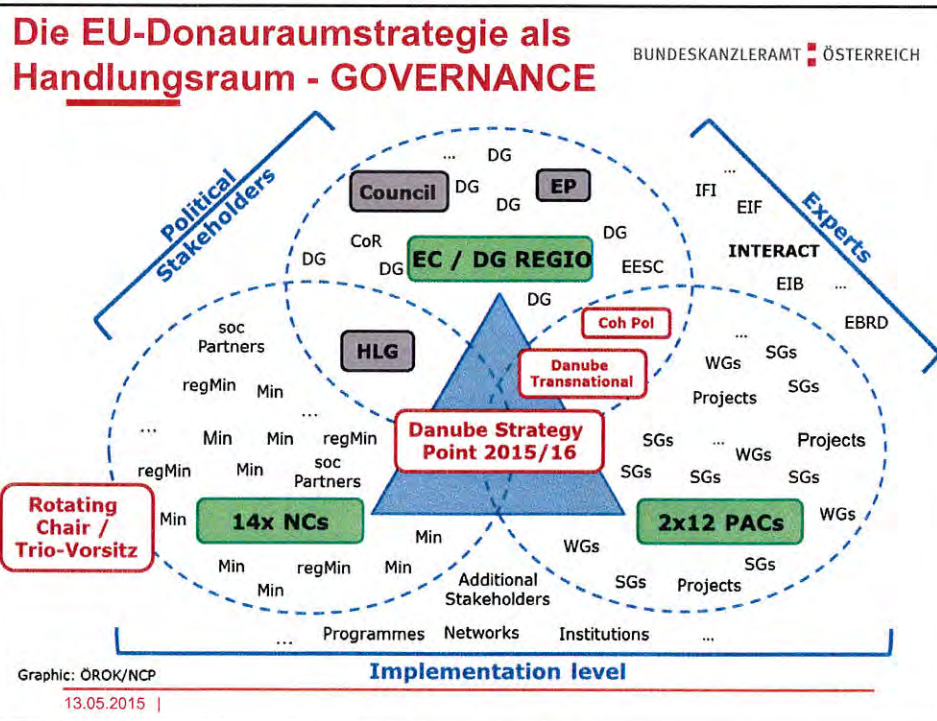 Die EU-Donauraumstrategie als
Handlungsraum - GOVERNANCE
BUNDESKANZLERAMT ÖSTERREICH
Political
Stakeholders
Experts
... DG
Council
DG
EP
DG
IFI
...
EIF
DG
CoR
DG
EC / DG REGIO
DG
EESC
INTERACT
EIB
...
EBRD
DG
Coh Pol
HLG
Danube
Transnational
soc
Partners
regMin
Min
...
...
Min
Min
regMin
regMin
Min
soc
Partners
Danube Strategy
Point 2015/16
...
WGs
SGs
Projects
SGs
SGs
...
WGs
Projects
SGs
SGs
SGs
SGs
Rotating
Chair /
Trio-Vorsitz
Min
14x NCs
2x12 PACs
WGs
Min
WGs
Min
regMin
Min
Min
Additional
Stakeholders
SGs
Projects
SGs
... Programmes Networks Institutions ...
Implementation level
Graphic: ÖROK/NCP
13.05.2015 |